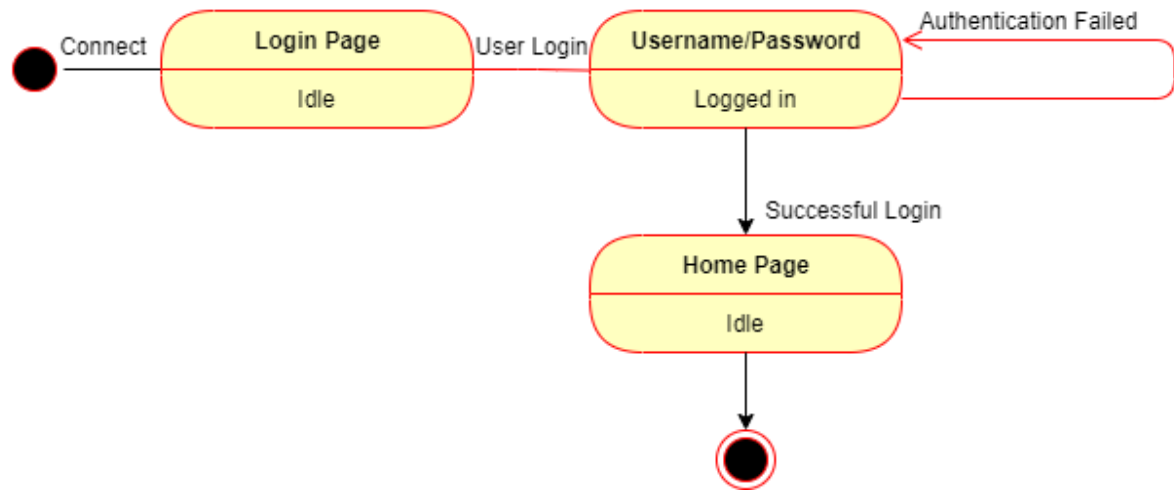 Connect
Login Page
Idle
User Login
Username/Password
Logged in
Authentication Failed
Successful Login
Home Page
Idle